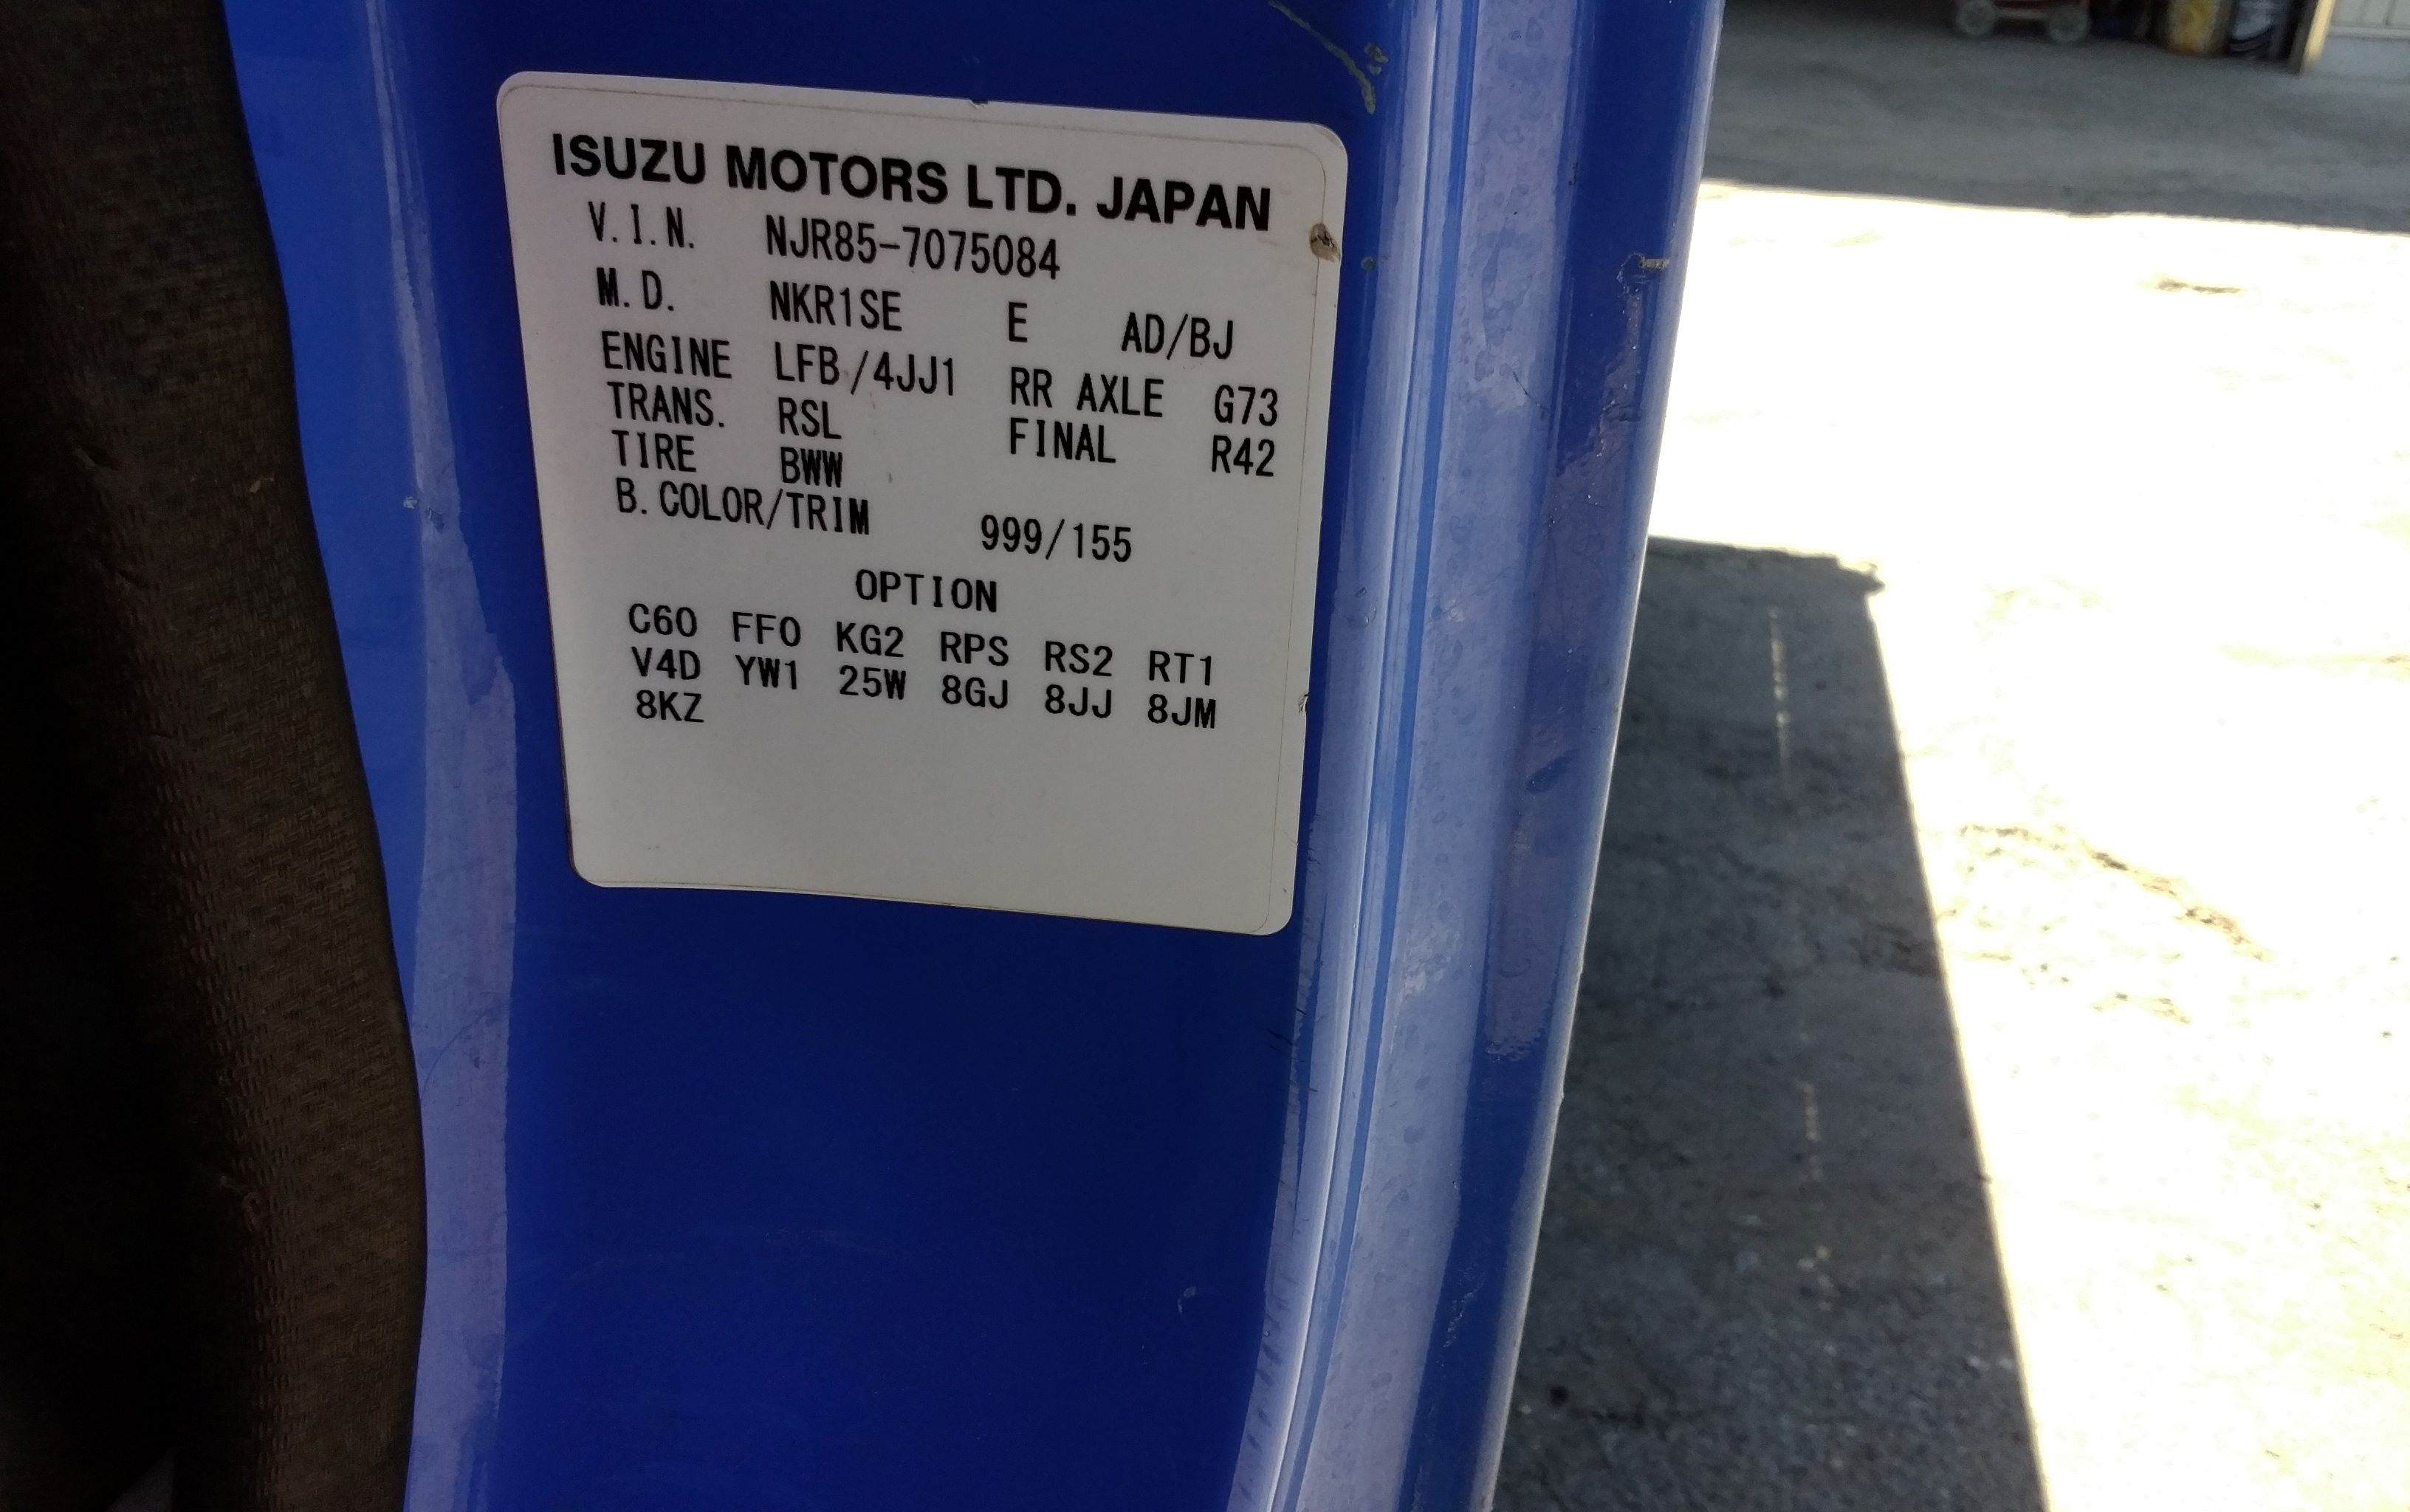 ISUZU MOTORS LTD. JAPAN
V.I.N. NJR85-7075084
M.D. NKR1SE E AD/BJ
ENGINE LFB/4JJ1 RR AXLE G73
TRANS. RSL FINAL R42
TIRE BWW
B.COLOR/TRIM 999/155
OPTION
C60 FF0 KG2 RPS RS2 RT1
V4D YW1 25W 8GJ 8JJ 8JM
8KZ